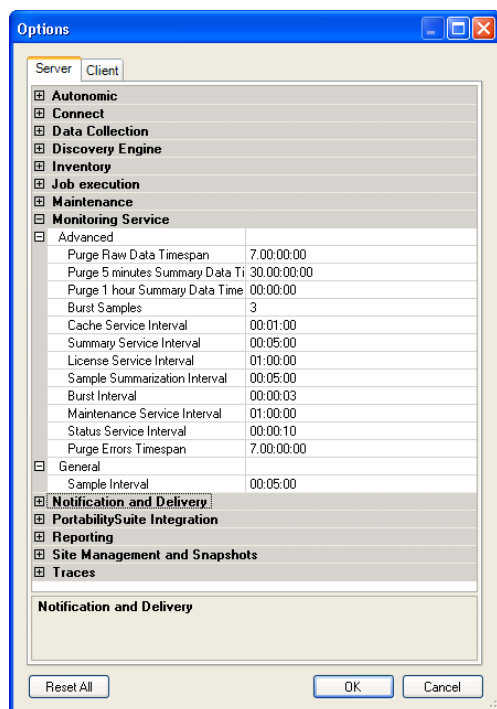 Options
Server Client
Autonomic
Connect
Data Collection
Discovery Engine
Inventory
Job execution
Maintenance
Monitoring Service
Advanced
Purge Raw Data Timespan 7.00:00:00
Purge 5 minutes Summary Data Ti 30.00:00:00
Purge 1 hour Summary Data Time 00:00:00
Burst Samples 3
Cache Service Interval 00:01:00
Summary Service Interval 00:05:00
License Service Interval 01:00:00
Sample Summarization Interval 00:05:00
Burst Interval 00:00:03
Maintenance Service Interval 01:00:00
Status Service Interval 00:00:10
Purge Errors Timespan 7.00:00:00
General
Sample Interval 00:05:00
Notification and Delivery
PortabilitySuite Integration
Reporting
Site Management and Snapshots
Traces
Notification and Delivery
Reset All OK Cancel